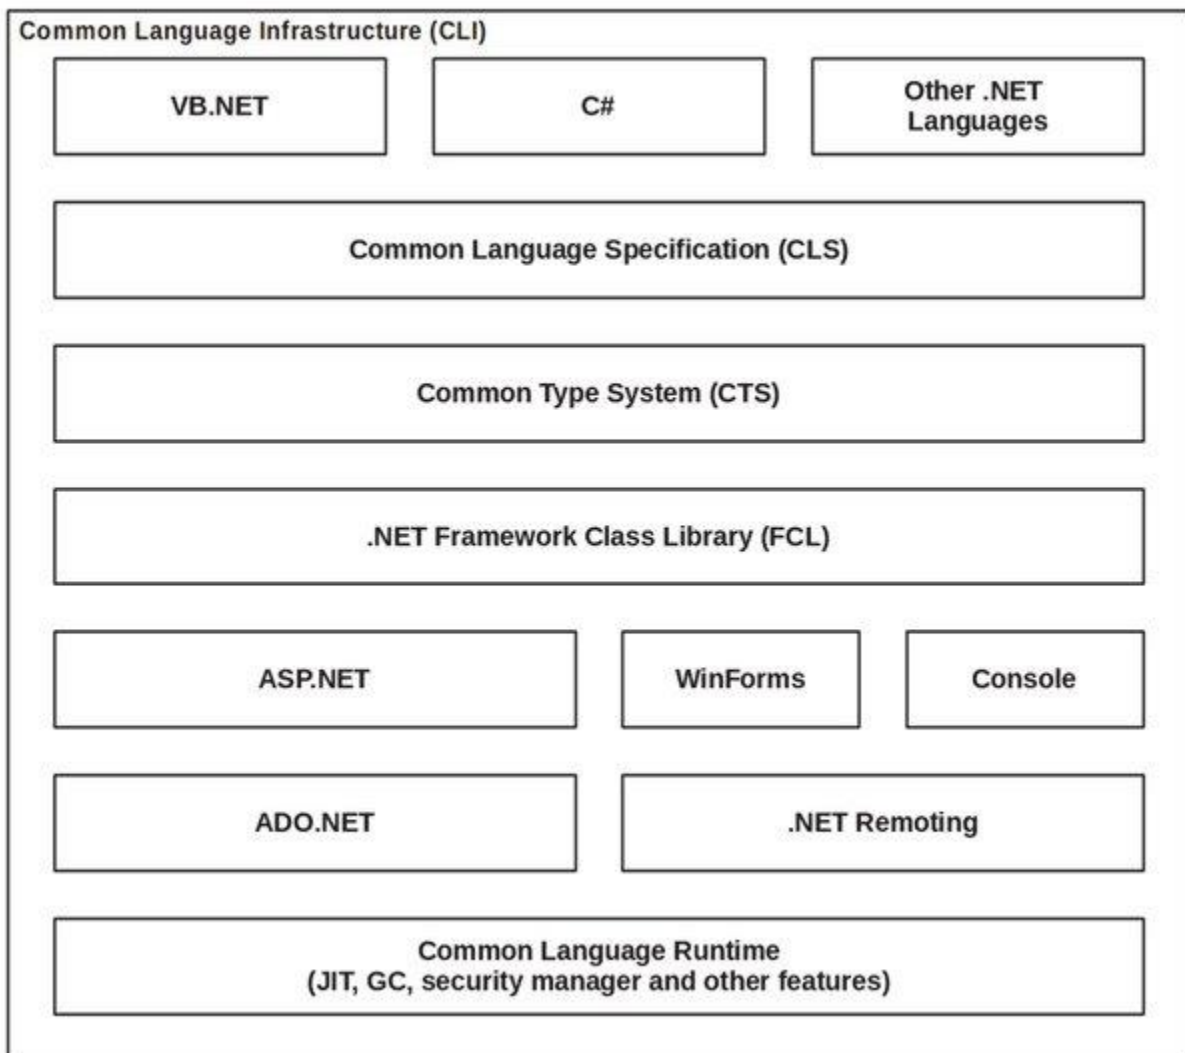 Common Language Infrastructure (CLI)
VB.NET
C#
Other .NET
Languages
Common Language Specification (CLS)
Common Type System (CTS)
.NET Framework Class Library (FCL)
ASP.NET
WinForms
Console
ADO.NET
.NET Remoting
Common Language Runtime
(JIT, GC, security manager and other features)